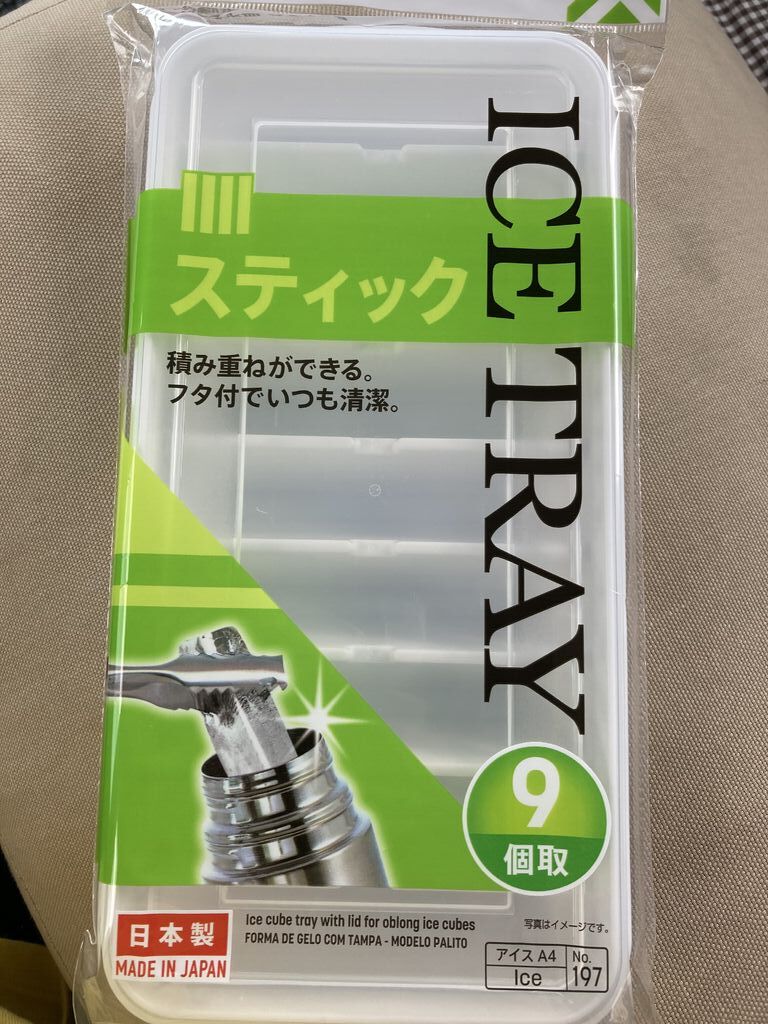 ICE TRAY
スティック
積み重ねができる。
フタ付でいつも清潔。
9
個取
日本製
MADE IN JAPAN
Ice cube tray with lid for oblong ice cubes
FORMA DE GELO COM TAMPA - MODELO PALITO
写真はイメージです。
アイス A4
Ice
No.
197